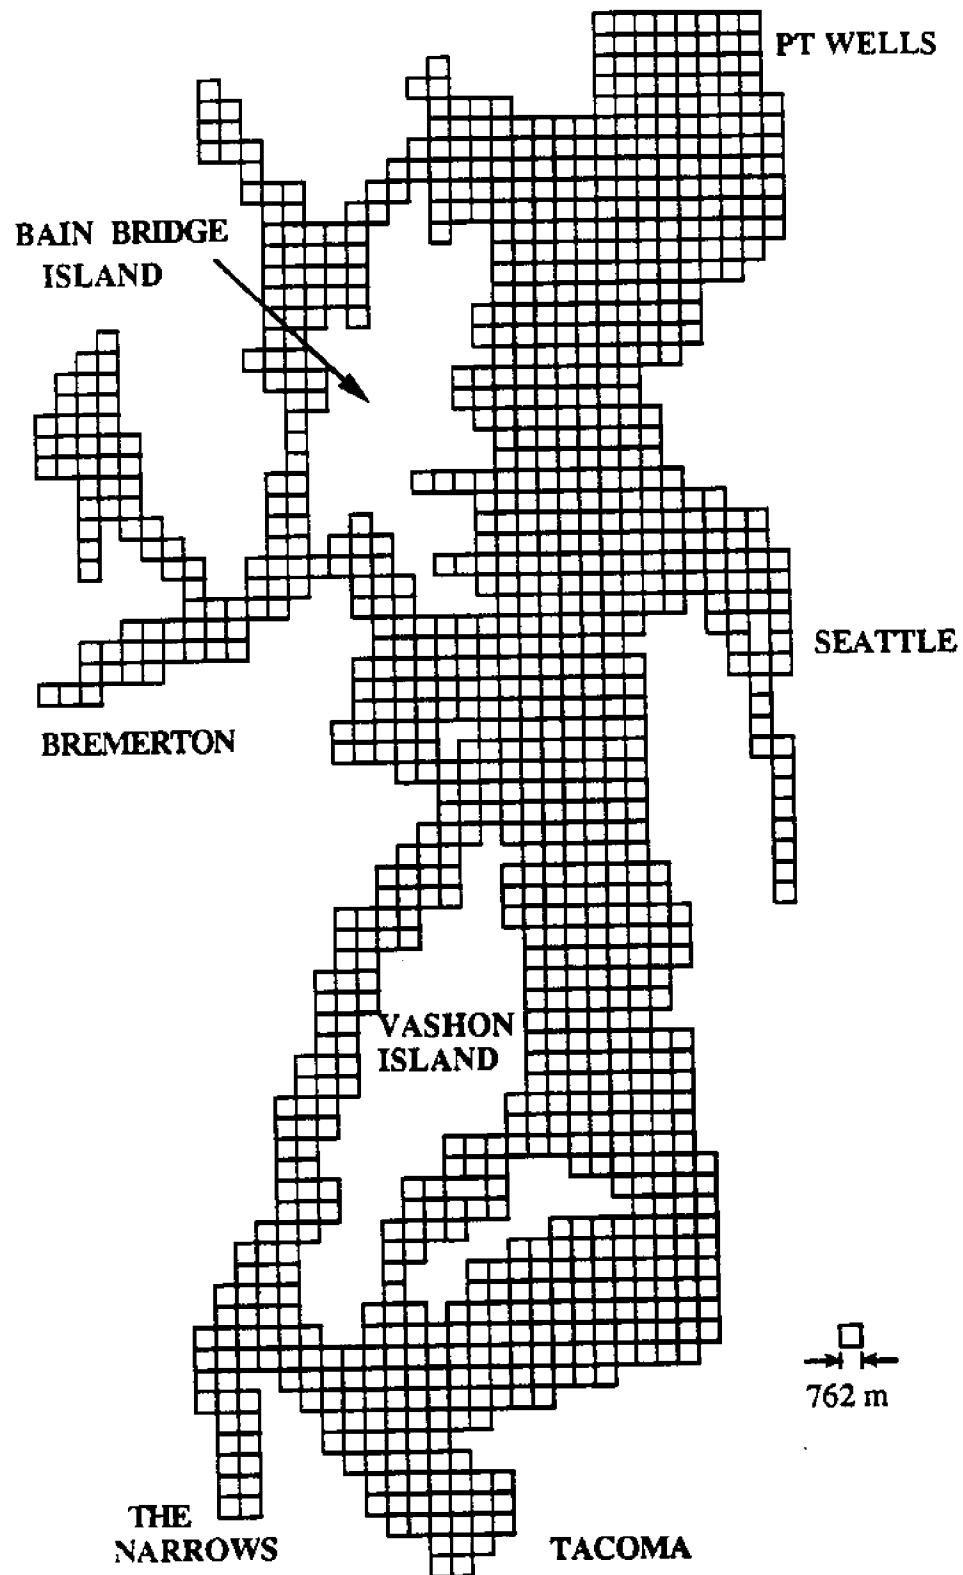 PT WELLS
BAIN BRIDGE
ISLAND
SEATTLE
BREMERTON
VASHON
ISLAND
762 m
THE
NARROWS
TACOMA